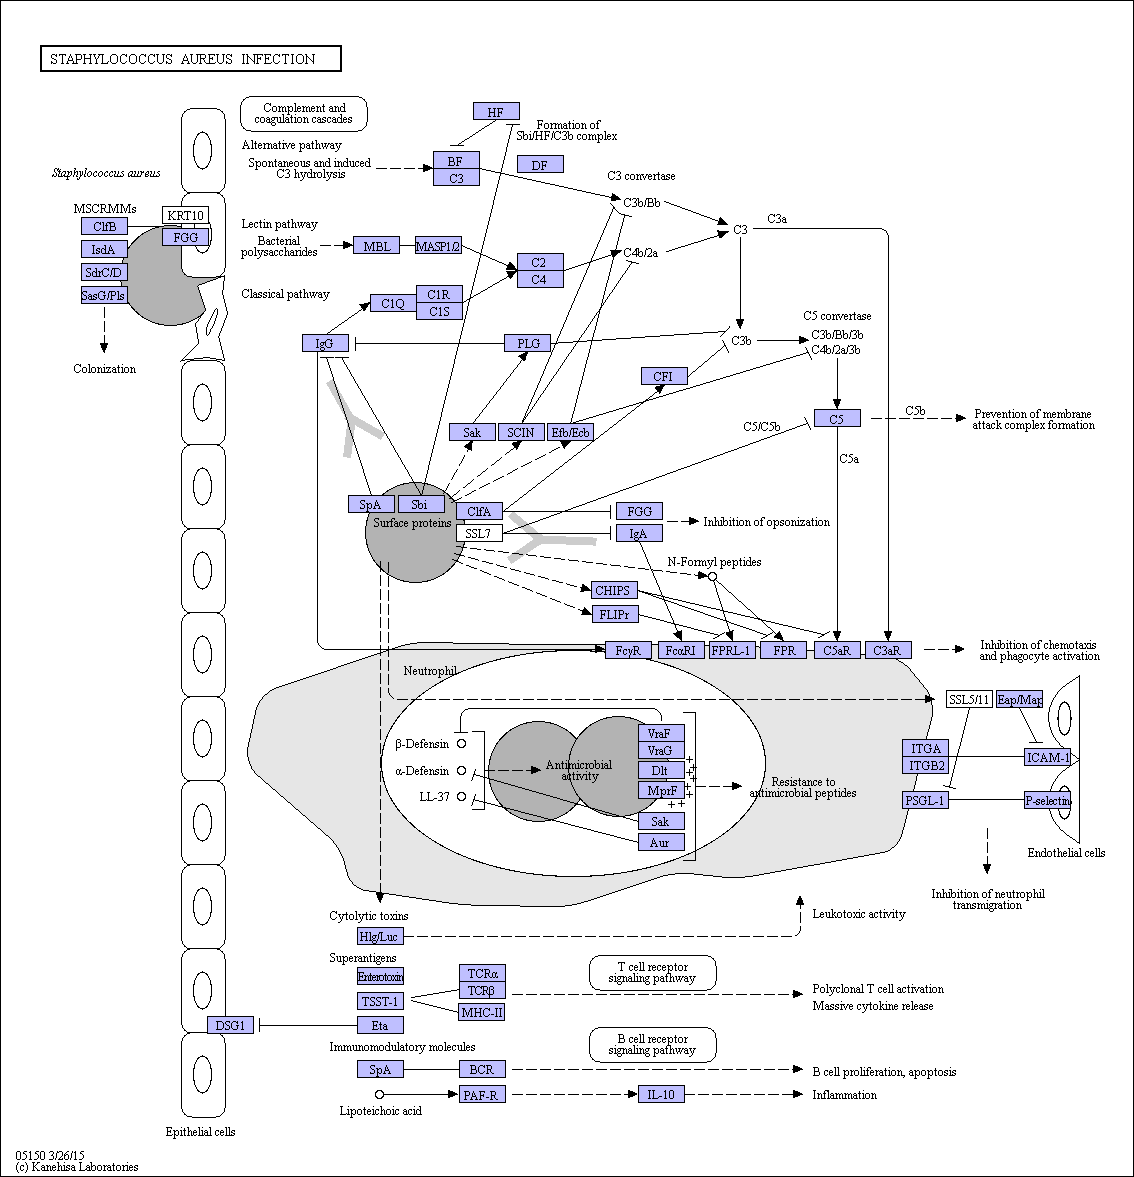 STAPHYLOCOCCUS AUREUS INFECTION
Complement and
coagulation cascades
HF
Formation of
Sbi/HF/C3b complex
Alternative pathway
Spontaneous and induced
C3 hydrolysis
BF
C3
DF
Staphylococcus aureus
C3 convertase
C3b/Bb
MSCRMMs
KRT10
ClfB
FGG
IsdA
SdrC/D
SasG/Pls
Colonization
Lectin pathway
Bacterial
polysaccharides
MBL
MASP1/2
C2
C4
C4b/2a
C3
C3a
Classical pathway
C1Q
C1R
C1S
C5 convertase
C3b/Bb/3b
C4b/2a/3b
IgG
PLG
C3b
CFI
C5
C5b
Prevention of membrane
attack complex formation
C5/C5b
C5a
Sak
SCIN
Efb/Ecb
SpA
Sbi
Surface proteins
ClfA
SSL7
FGG
IgA
Inhibition of opsonization
N-Formyl peptides
CHIPS
FLIPr
FcγR
FcαRI
FPRL-1
FPR
C5aR
C3aR
Inhibition of chemotaxis
and phagocyte activation
Neutrophil
SSL5/11
Eap/Map
β-Defensin
α-Defensin
LL-37
Antimicrobial
activity
VraF
VraG
Dlt
MprF
Sak
Aur
+
+
+
+
+
+
+ +
Resistance to
antimicrobial peptides
ITGA
ITGB2
ICAM-1
PSGL-1
P-selectin
Endothelial cells
Inhibition of neutrophil
transmigration
Cytolytic toxins
Hlg/Luc
Leukotoxic activity
Superantigens
Enterotoxin
TSST-1
Eta
DSG1
TCRα
TCRβ
MHC-II
T cell receptor
signaling pathway
Polyclonal T cell activation
Massive cytokine release
Immunomodulatory molecules
SpA
BCR
B cell receptor
signaling pathway
B cell proliferation, apoptosis
Lipoteichoic acid
PAF-R
IL-10
Inflammation
Epithelial cells
05150 3/26/15
(c) Kanehisa Laboratories